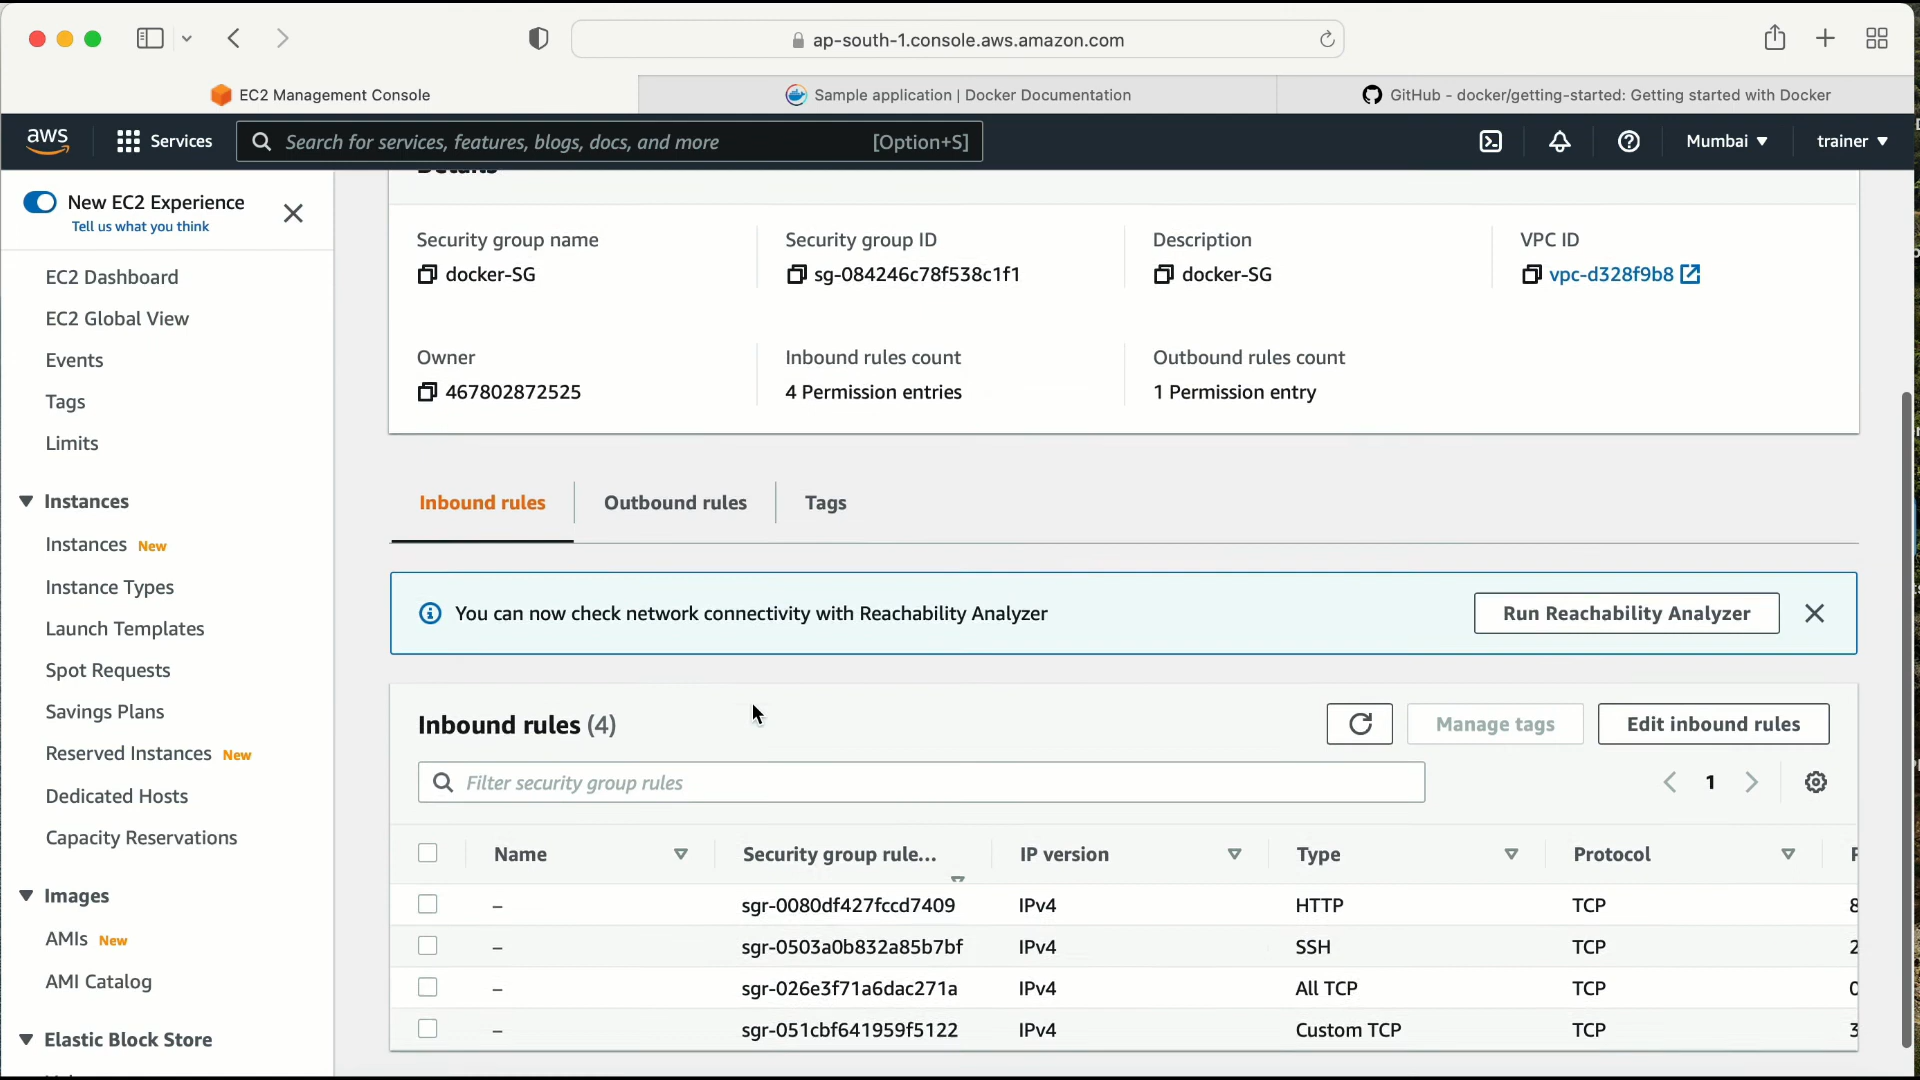 ap-south-1.console.aws.amazon.com
EC2 Management Console
Sample application | Docker Documentation
GitHub - docker/getting-started: Getting started with Docker
aws
Services
Search for services, features, blogs, docs, and more
[Option+S]
Mumbai
trainer
New EC2 Experience
Tell us what you think
EC2 Dashboard
EC2 Global View
Events
Tags
Limits
Instances
Instances New
Instance Types
Launch Templates
Spot Requests
Savings Plans
Reserved Instances New
Dedicated Hosts
Capacity Reservations
Images
AMIs New
AMI Catalog
Elastic Block Store
Details
Security group name
docker-SG
Security group ID
sg-084246c78f538c1f1
Description
docker-SG
VPC ID
vpc-d328f9b8
Owner
467802872525
Inbound rules count
4 Permission entries
Outbound rules count
1 Permission entry
Inbound rules
Outbound rules
Tags
You can now check network connectivity with Reachability Analyzer
Run Reachability Analyzer
Inbound rules (4)
Manage tags
Edit inbound rules
Filter security group rules
1
Name
Security group rule...
IP version
Type
Protocol
– sgr-0080df427fccd7409 IPv4 HTTP TCP
– sgr-0503a0b832a85b7bf IPv4 SSH TCP
– sgr-026e3f71a6dac271a IPv4 All TCP TCP
– sgr-051cbf641959f5122 IPv4 Custom TCP TCP